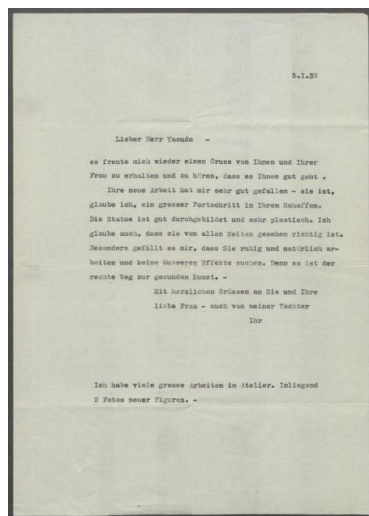 5.I.39
Lieber Herr Yasuda -
es freute mich wieder einen Gruss von Ihnen und Ihrer
Frau zu erhalten und zu hören, dass es Ihnen gut geht .
Ihre neue Arbeit hat mir sehr gut gefallen - sie ist,
glaube ich, ein grosser Fortschritt in Ihrem Schaffen.
Die Statue ist gut durchgebildet und sehr plastisch. Ich
glaube auch, dass sie von allen Seiten gesehen richtig ist.
Besonders gefällt es mir, dass Sie ruhig und natürlich ar-
beiten und keine äusseren Effekte suchen. Denn es ist der
rechte Weg zur gesunden Kunst. -
Mit herzlichen Grüssen an Sie und Ihre
liebe Frau - auch von meiner Tochter
Ihr
Ich habe viele grosse Arbeiten im Atelier. Inliegend
2 Fotos neuer Figuren. -